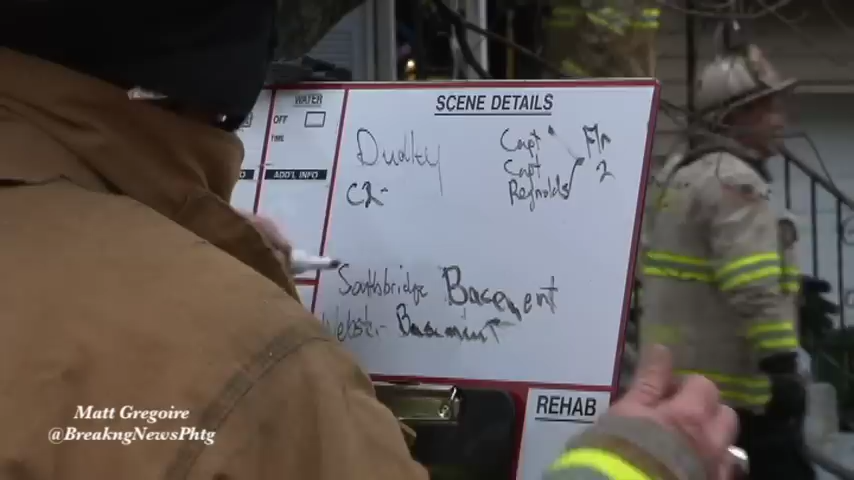 WATER
SCENE DETAILS
OFF
TIME
Dudley
Capt
Capt
Reynolds
2
C2-
ADD'L INFO
Southbridge Basement
Webster Basement
REHAB
Matt Gregoire
@BreakngNewsPhtg